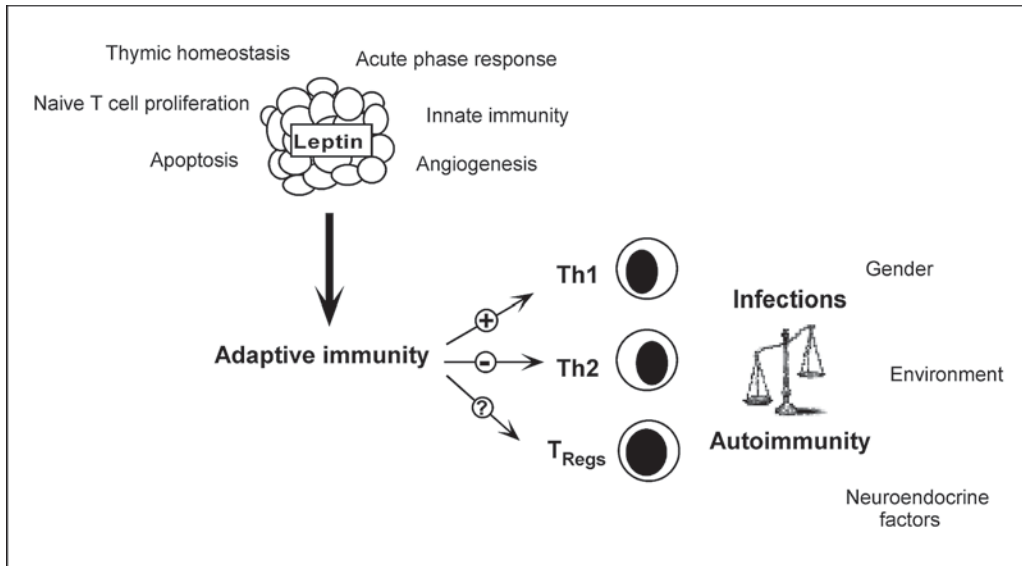 Thymic homeostasis
Acute phase response
Naive T cell proliferation
Innate immunity
Leptin
Apoptosis
Angiogenesis
Adaptive immunity
+
Th1
-
Th2
?
TRegs
Infections
Autoimmunity
Gender
Environment
Neuroendocrine
factors